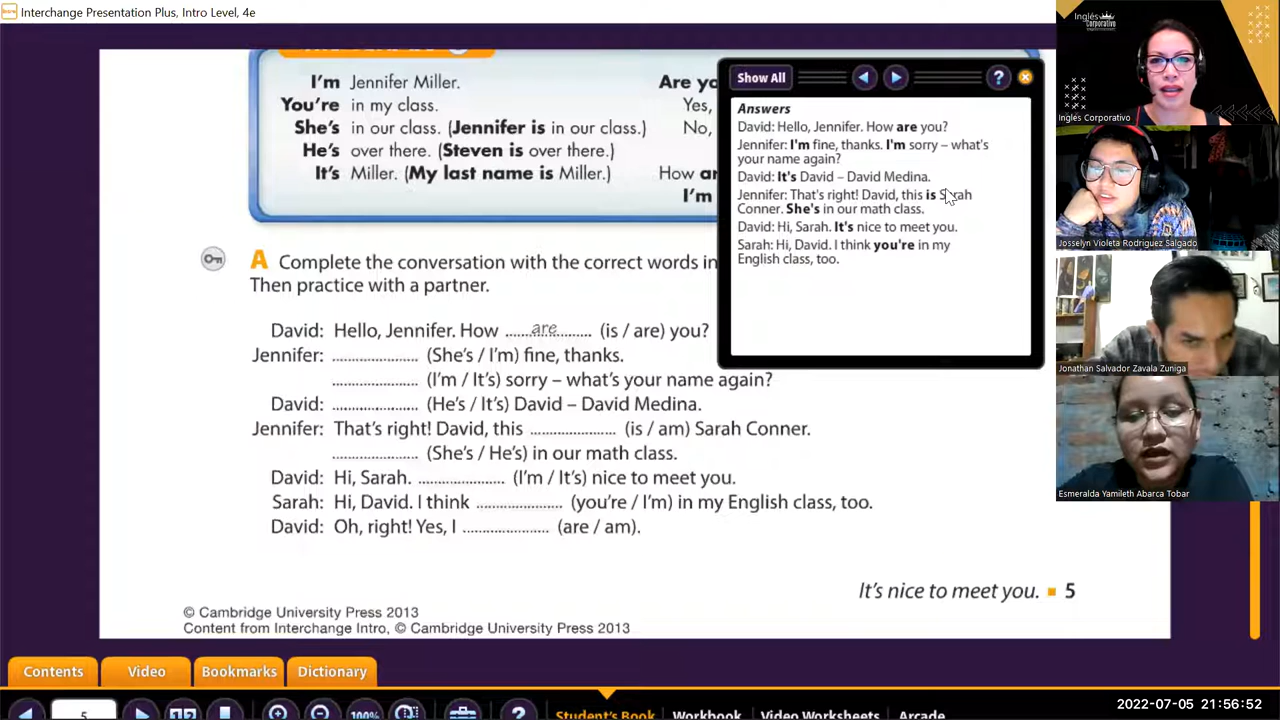 Interchange Presentation Plus, Intro Level, 4e
I'm Jennifer Miller.
You're in my class.
She's in our class. (Jennifer is in our class.)
He's over there. (Steven is over there.)
It's Miller. (My last name is Miller.)
Yes,
No,
I'm
Show All
?
Answers
David: Hello, Jennifer. How are you?
Jennifer: I'm fine, thanks. I'm sorry – what's
your name again?
David: It's David – David Medina.
Jennifer: That's right! David, this is Sarah
Conner. She's in our math class.
David: Hi, Sarah. It's nice to meet you.
Sarah: Hi, David. I think you're in my
English class, too.
A Complete the conversation with the correct words in
Then practice with a partner.
David: Hello, Jennifer. How ....are.... (is / are) you?
Jennifer: .................... (She's / I'm) fine, thanks.
.................... (I'm / It's) sorry – what's your name again?
David: .................... (He's / It's) David – David Medina.
Jennifer: That's right! David, this .................... (is / am) Sarah Conner.
.................... (She's / He's) in our math class.
David: Hi, Sarah. .................... (I'm / It's) nice to meet you.
Sarah: Hi, David. I think .................... (you're / I'm) in my English class, too.
David: Oh, right! Yes, I .................... (are / am).
It's nice to meet you. ■ 5
© Cambridge University Press 2013
Content from Interchange Intro, © Cambridge University Press 2013
Contents Video Bookmarks Dictionary
5 100% ? Student's Book Workbook Video Worksheets Arcade
Inglés
Corporativo
Inglés Corporativo
Josselyn Violeta Rodriguez Salgado
Jonathan Salvador Zavala Zuniga
Esmeralda Yamileth Abarca Tobar
2022-07-05 21:56:52